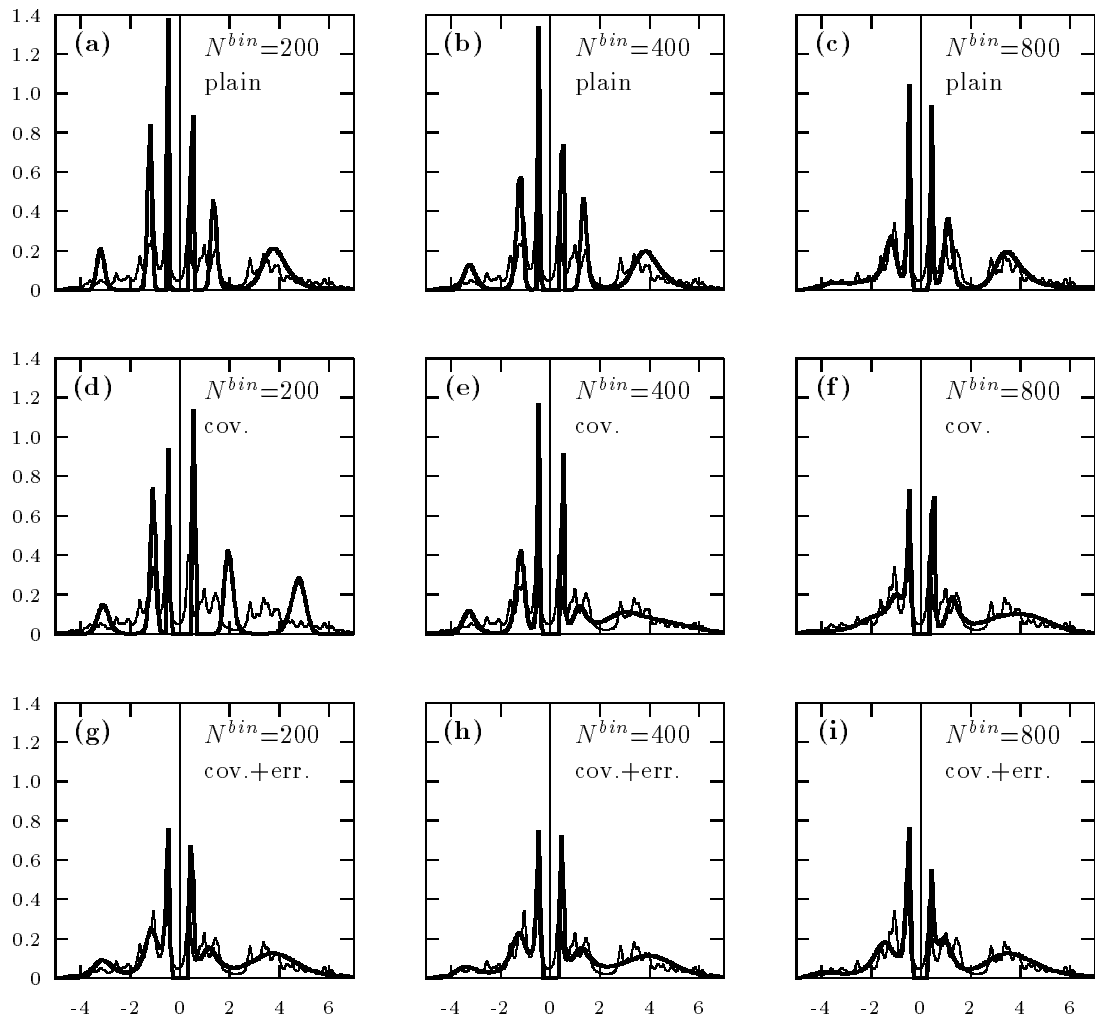 1.4
1.2
1.0
0.8
0.6
0.4
0.2
0
(a)
N^{bin}=200
plain
(b)
N^{bin}=400
plain
(c)
N^{bin}=800
plain
1.4
1.2
1.0
0.8
0.6
0.4
0.2
0
(d)
N^{bin}=200
cov.
(e)
N^{bin}=400
cov.
(f)
N^{bin}=800
cov.
1.4
1.2
1.0
0.8
0.6
0.4
0.2
0
(g)
N^{bin}=200
cov.+err.
(h)
N^{bin}=400
cov.+err.
(i)
N^{bin}=800
cov.+err.
-4 -2 0 2 4 6
-4 -2 0 2 4 6
-4 -2 0 2 4 6